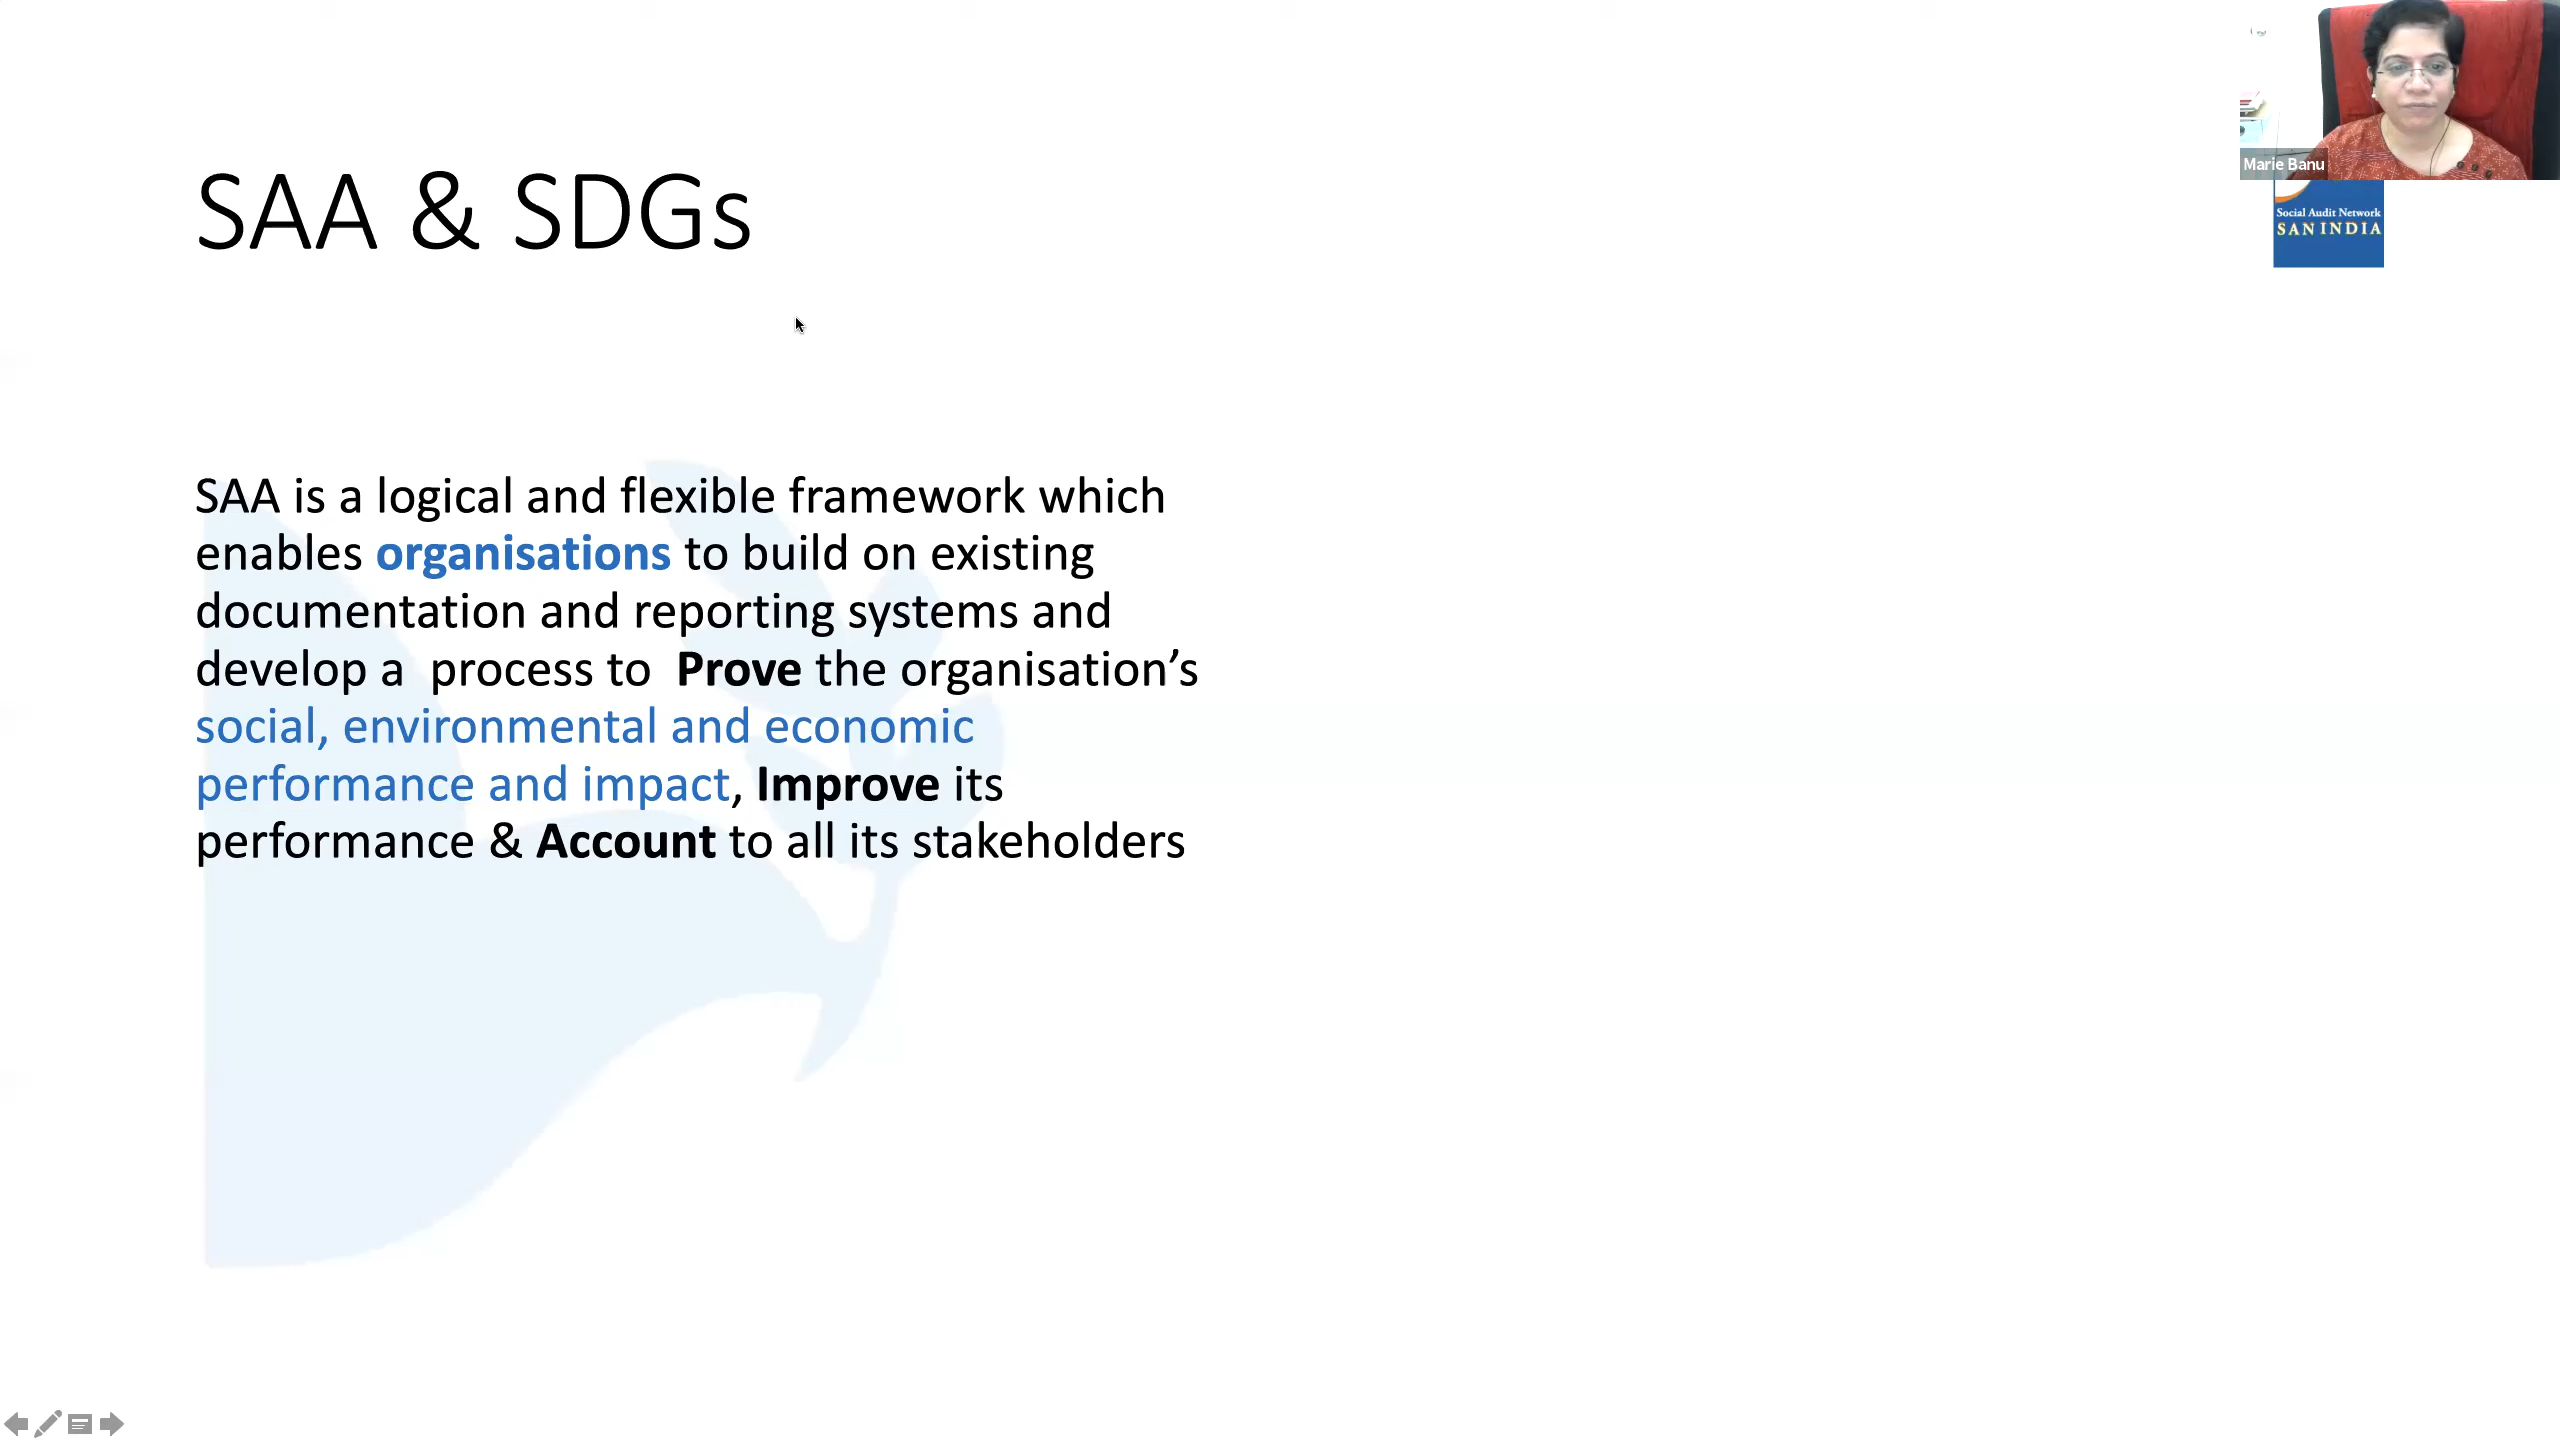 SAA & SDGs
Marie Banu
Social Audit Network
SAN INDIA
SAA is a logical and flexible framework which
enables organisations to build on existing
documentation and reporting systems and
develop a  process to  Prove the organisation’s
social, environmental and economic
performance and impact, Improve its
performance & Account to all its stakeholders